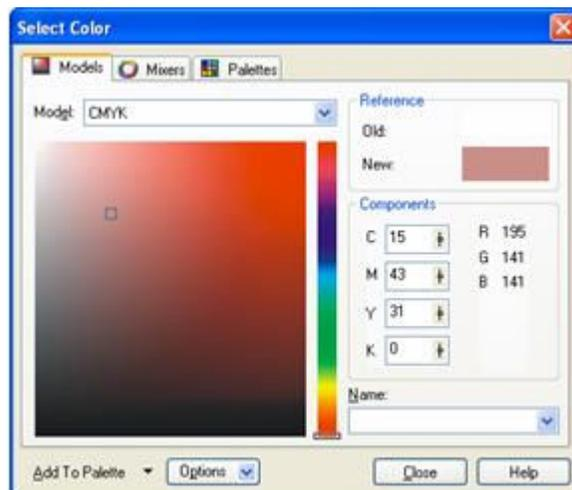 Select Color
Models Mixers Palettes
Model: CMYK
Reference
Old:
New:
Components
C 15 R 195
M 43 G 141
Y 31 B 141
K 0
Name:
Add To Palette Options Close Help